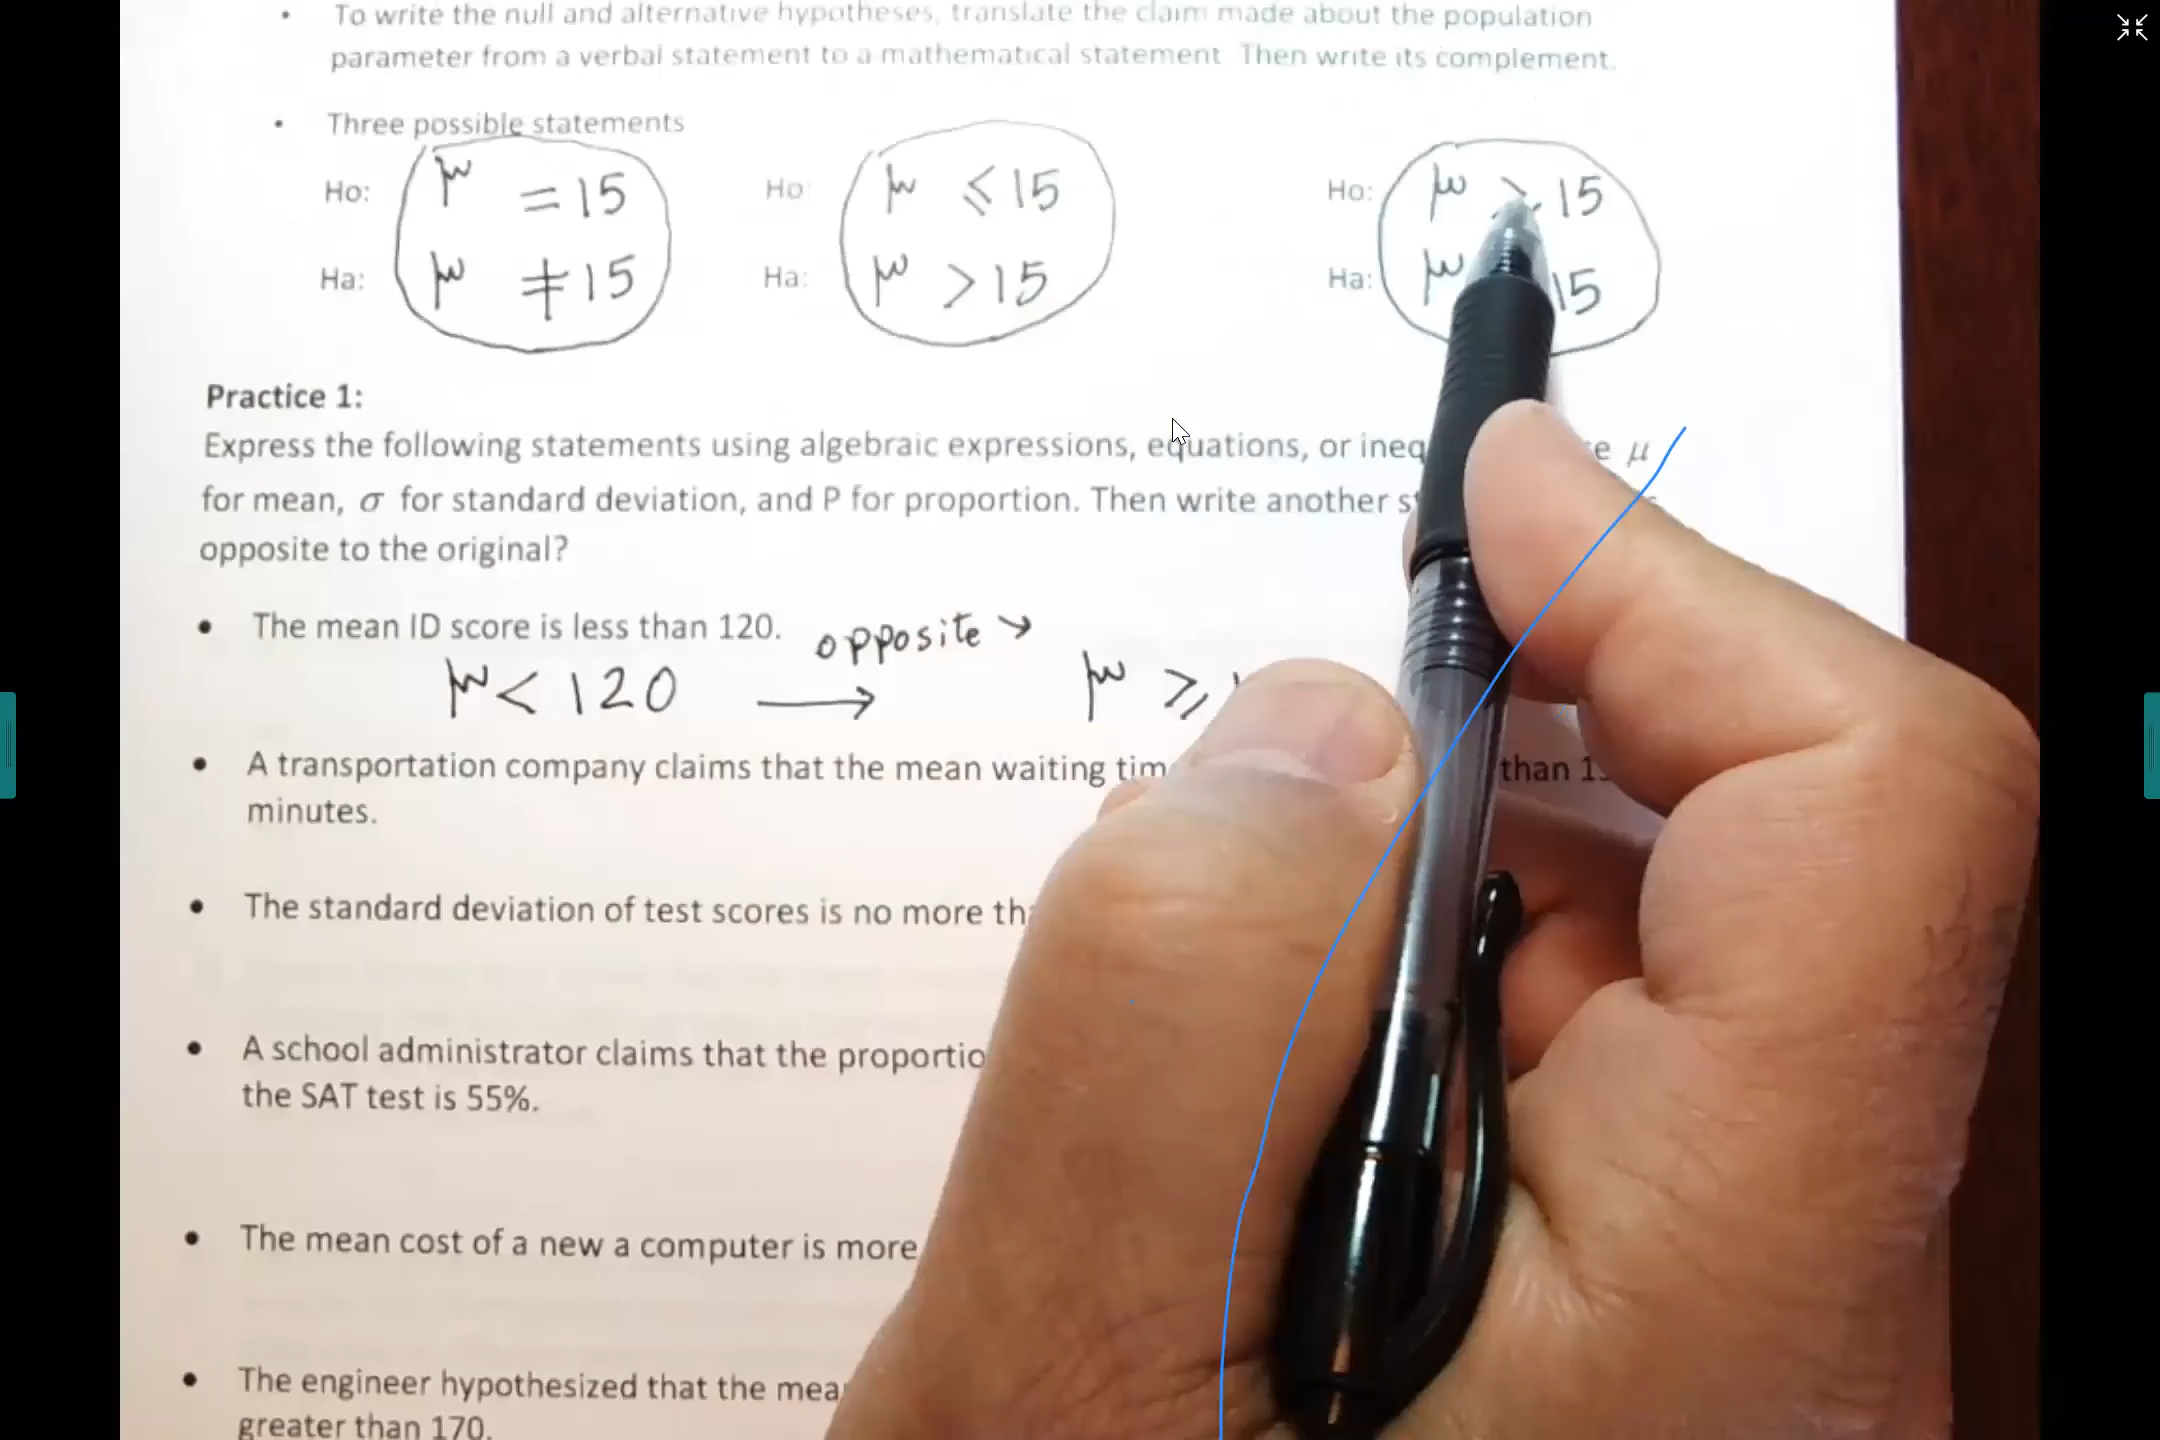 To write the null and alternative hypotheses, translate the claim made about the population
parameter from a verbal statement to a mathematical statement. Then write its complement.
Three possible statements
Ho: μ = 15 Ho: μ ⩽ 15 Ho: μ 15
Ha: μ ≠ 15 Ha: μ > 15 Ha: μ 15
Practice 1:
Express the following statements using algebraic expressions, equations, or μ
for mean, σ for standard deviation, and P for proportion. Then write another
opposite to the original?
The mean ID score is less than 120. opposite →
μ < 120 → μ ⩾
A transportation company claims that the mean waiting than
minutes.
The standard deviation of test scores is no more
A school administrator claims that the
the SAT test is 55%.
The mean cost of a new a computer is more
The engineer hypothesized that the
greater than 170.